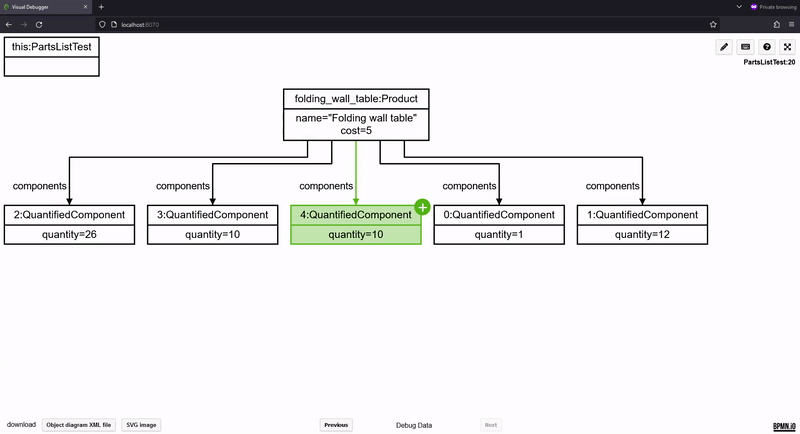 Visual Debugger
Private browsing
localhost:8070
this:PartsListTest
PartsListTest:20
folding_wall_table:Product
name="Folding wall table"
cost=5
components
components
components
components
components
2:QuantifiedComponent
3:QuantifiedComponent
4:QuantifiedComponent
0:QuantifiedComponent
1:QuantifiedComponent
quantity=26
quantity=10
quantity=10
quantity=1
quantity=12
download
Object diagram XML file
SVG image
Previous
Debug Data
Next
BPMN.iO